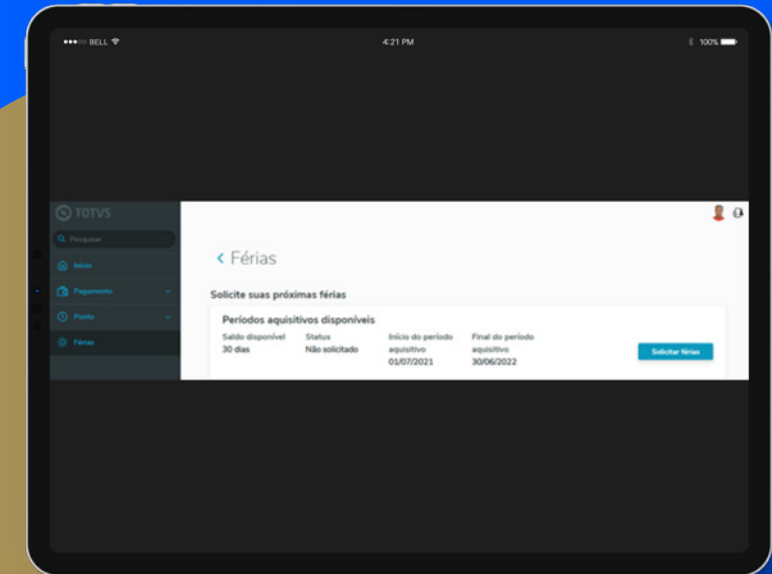 BELL
4:21 PM
100%
TOTVS
Pesquisar
Início
Pagamento
Ponto
Férias
< Férias
Solicite suas próximas férias
Períodos aquisitivos disponíveis
Saldo disponível
30 dias
Status
Não solicitado
Início do período
aquisitivo
01/07/2021
Final do período
aquisitivo
30/06/2022
Solicitar férias